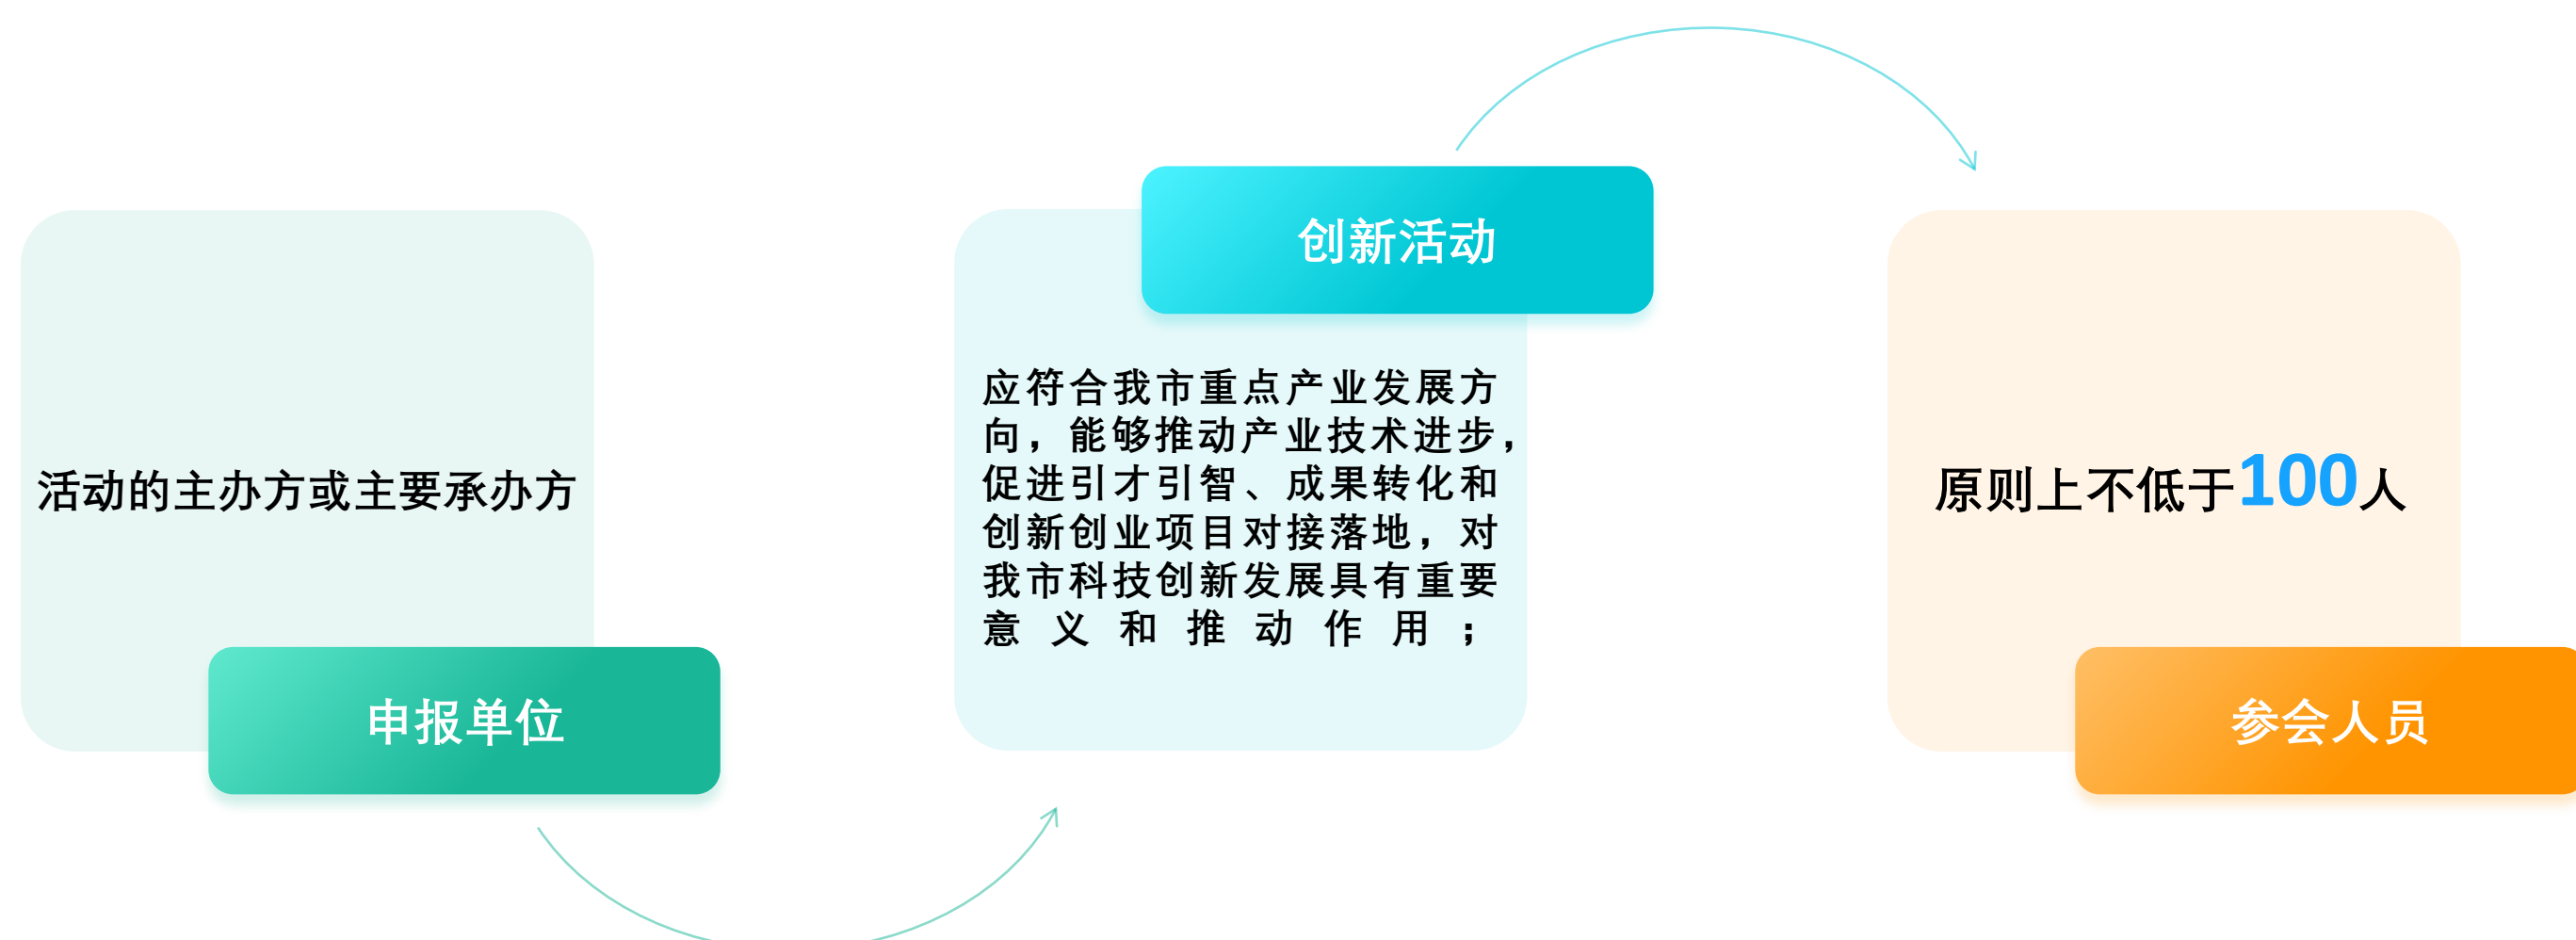 活动的主办方或主要承办方
申报单位
创新活动
应符合我市重点产业发展方
向，能够推动产业技术进步，
促进引才引智、成果转化和
创新创业项目对接落地，对
我市科技创新发展具有重要
意义和推动作用；
原则上不低于100人
参会人员